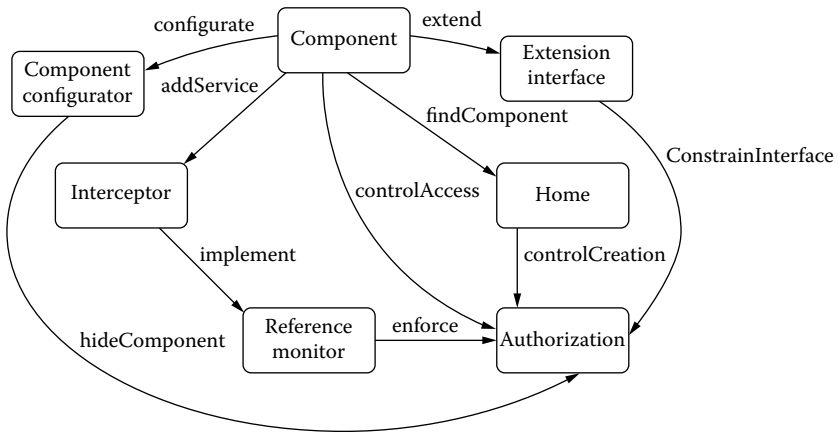 configurate
Component
extend
Component
configurator
Extension
interface
addService
findComponent
ConstrainInterface
Interceptor
controlAccess
Home
implement
controlCreation
Reference
monitor
enforce
Authorization
hideComponent